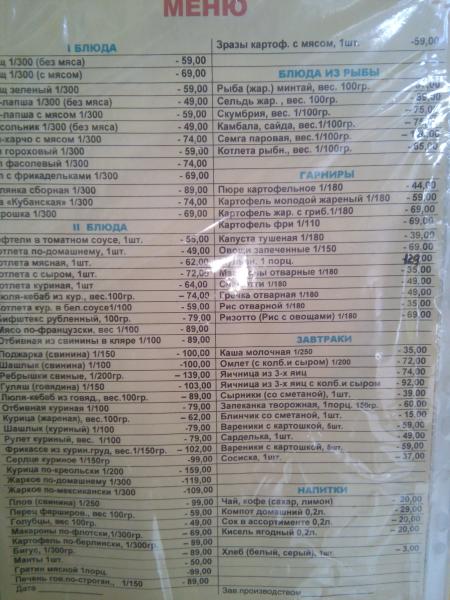 МЕНЮ
I БЛЮДА
1/300 (без мяса) - 59,00
1/300 (с мясом) - 69,00
зеленый 1/300 - 59,00
-лапша 1/300 (без мяса) - 49,00
-лапша с мясом 1/300 - 59,00
сольник 1/300 (без мяса) - 49,00
-харчо с мясом 1/300 - 74,00
гороховый 1/300 - 59,00
фасолевый 1/300 - 74,00
с фрикадельками 1/300 - 69,00
лянка сборная 1/300 - 89,00
"Кубанская" 1/300 - 74,00
рошка 1/300 - 69,00
II БЛЮДА
фтели в томатном соусе, 1шт.
отлета по-домашнему, 1шт. - 49,00
отлета мясная, 1шт. - 62,00
отлета с сыром, 1шт. - 72,00
отлета куриная, 1шт - 64,00
юля-кебаб из кур., вес.100гр. - 74,00
отлета кур. в бел.соусе1/100 - 59,00
Бифштекс рубленный, 100гр. - 79,00
Мясо по-французски, вес 1/100 - 89,00
Отбивная из свинины в кляре 1/100 - 89,00
Поджарка (свинина) 1/150 - 100,00
Шашлык (свинина) 1/100 -100,00
Ребрышки свиные, 1/200гр. -139,00
Гуляш (говядина) 1/150 - 103,00
Люля-кебаб из говяд., вес.100гр. - 89,00
Отбивная куриная 1/100 - 79,00
Курица (жареная), вес.100гр. - 62,00
Шашлык (куриный) 1/100 -79,00
Рулет куриный, вес. 1/100 - 79,00
Фрикассе из курин.груд, вес.1/150гр. - 102,00
Сердце куриное 1/150гр -99,00
Курица по-креольски 1/200 - 159,00
Жаркое по-домашнему 1/300 -119,00
Жаркое по-мексикански 1/300 -109,00
Плов (свинина) 1/250 - 99,00
Перец фарширов., вес.100гр. - 59,00
Голубцы, вес 100гр. - 49,00
Макароны по-флотски,1/300гр. - 69,00
Картофель по-берлински, 1/300гр. - 89,00
Бигус, 1/300гр - 89,00
Манты 1шт - 50,00
Гратин мясной 1порц. -99,00
Печень гов.по-строган., 1/150 - 89,00
Дата
Зразы картоф. с мясом, 1шт. -59,00
БЛЮДА ИЗ РЫБЫ
Рыба (жар.) минтай, вес. 100гр.
Сельдь жар. , вес. 100гр.
Скумбрия, вес. 1/100гр.
Камбала, сайда, вес.1/100гр.
Семга паровая, вес.1/100гр.
Котлета рыбн., вес.1/100гр.
ГАРНИРЫ
Пюре картофельное 1/180 - 44,00
Картофель молодой жареный 1/180 - 59,00
Картофель жар. с гриб.1/180 - 69,00
Картофель фри 1/110 - 69,00
Капуста тушеная 1/180 - 39,00
Овощи запеченные 1/150 - 69,00
1порц. 129
отварные 1/180 - 35,00
1/180 - 35,00
Гречка отварная 1/180 - 49,00
Рис отварной 1/180 - 35,00
Ризотто (Рис с овощами) 1/180 -69,00
ЗАВТРАКИ
Каша молочная 1/250 - 35,00
Омлет (с колб.и сыром) 1/200 - 72,00
Яичница из 3-х яиц - 74,00
Яичница из 3-х яиц с колб.и сыром - 92,00
Сырники (со сметаной), 1шт. - 39,00
Запеканка творожная, 1порц. 150гр. - 60,00
Блинчик со сметаной, 1шт. - 15,00
Вареники с картошкой, 5шт. - 59,00
Сарделька, 1шт. - 49,00
Вареники с картошкой, - 59,00
Сосиска, 1шт. - 37,00
НАПИТКИ
Чай, кофе (сахар, лимон) - 20,00
Компот домашний 0,2л. - 29,00
Сок в ассортименте 0,2л. - 20,00
Кисель ягодный 0,2л. - 20,00
Хлеб (белый, серый), 1шт - 3,00
Зав.производством